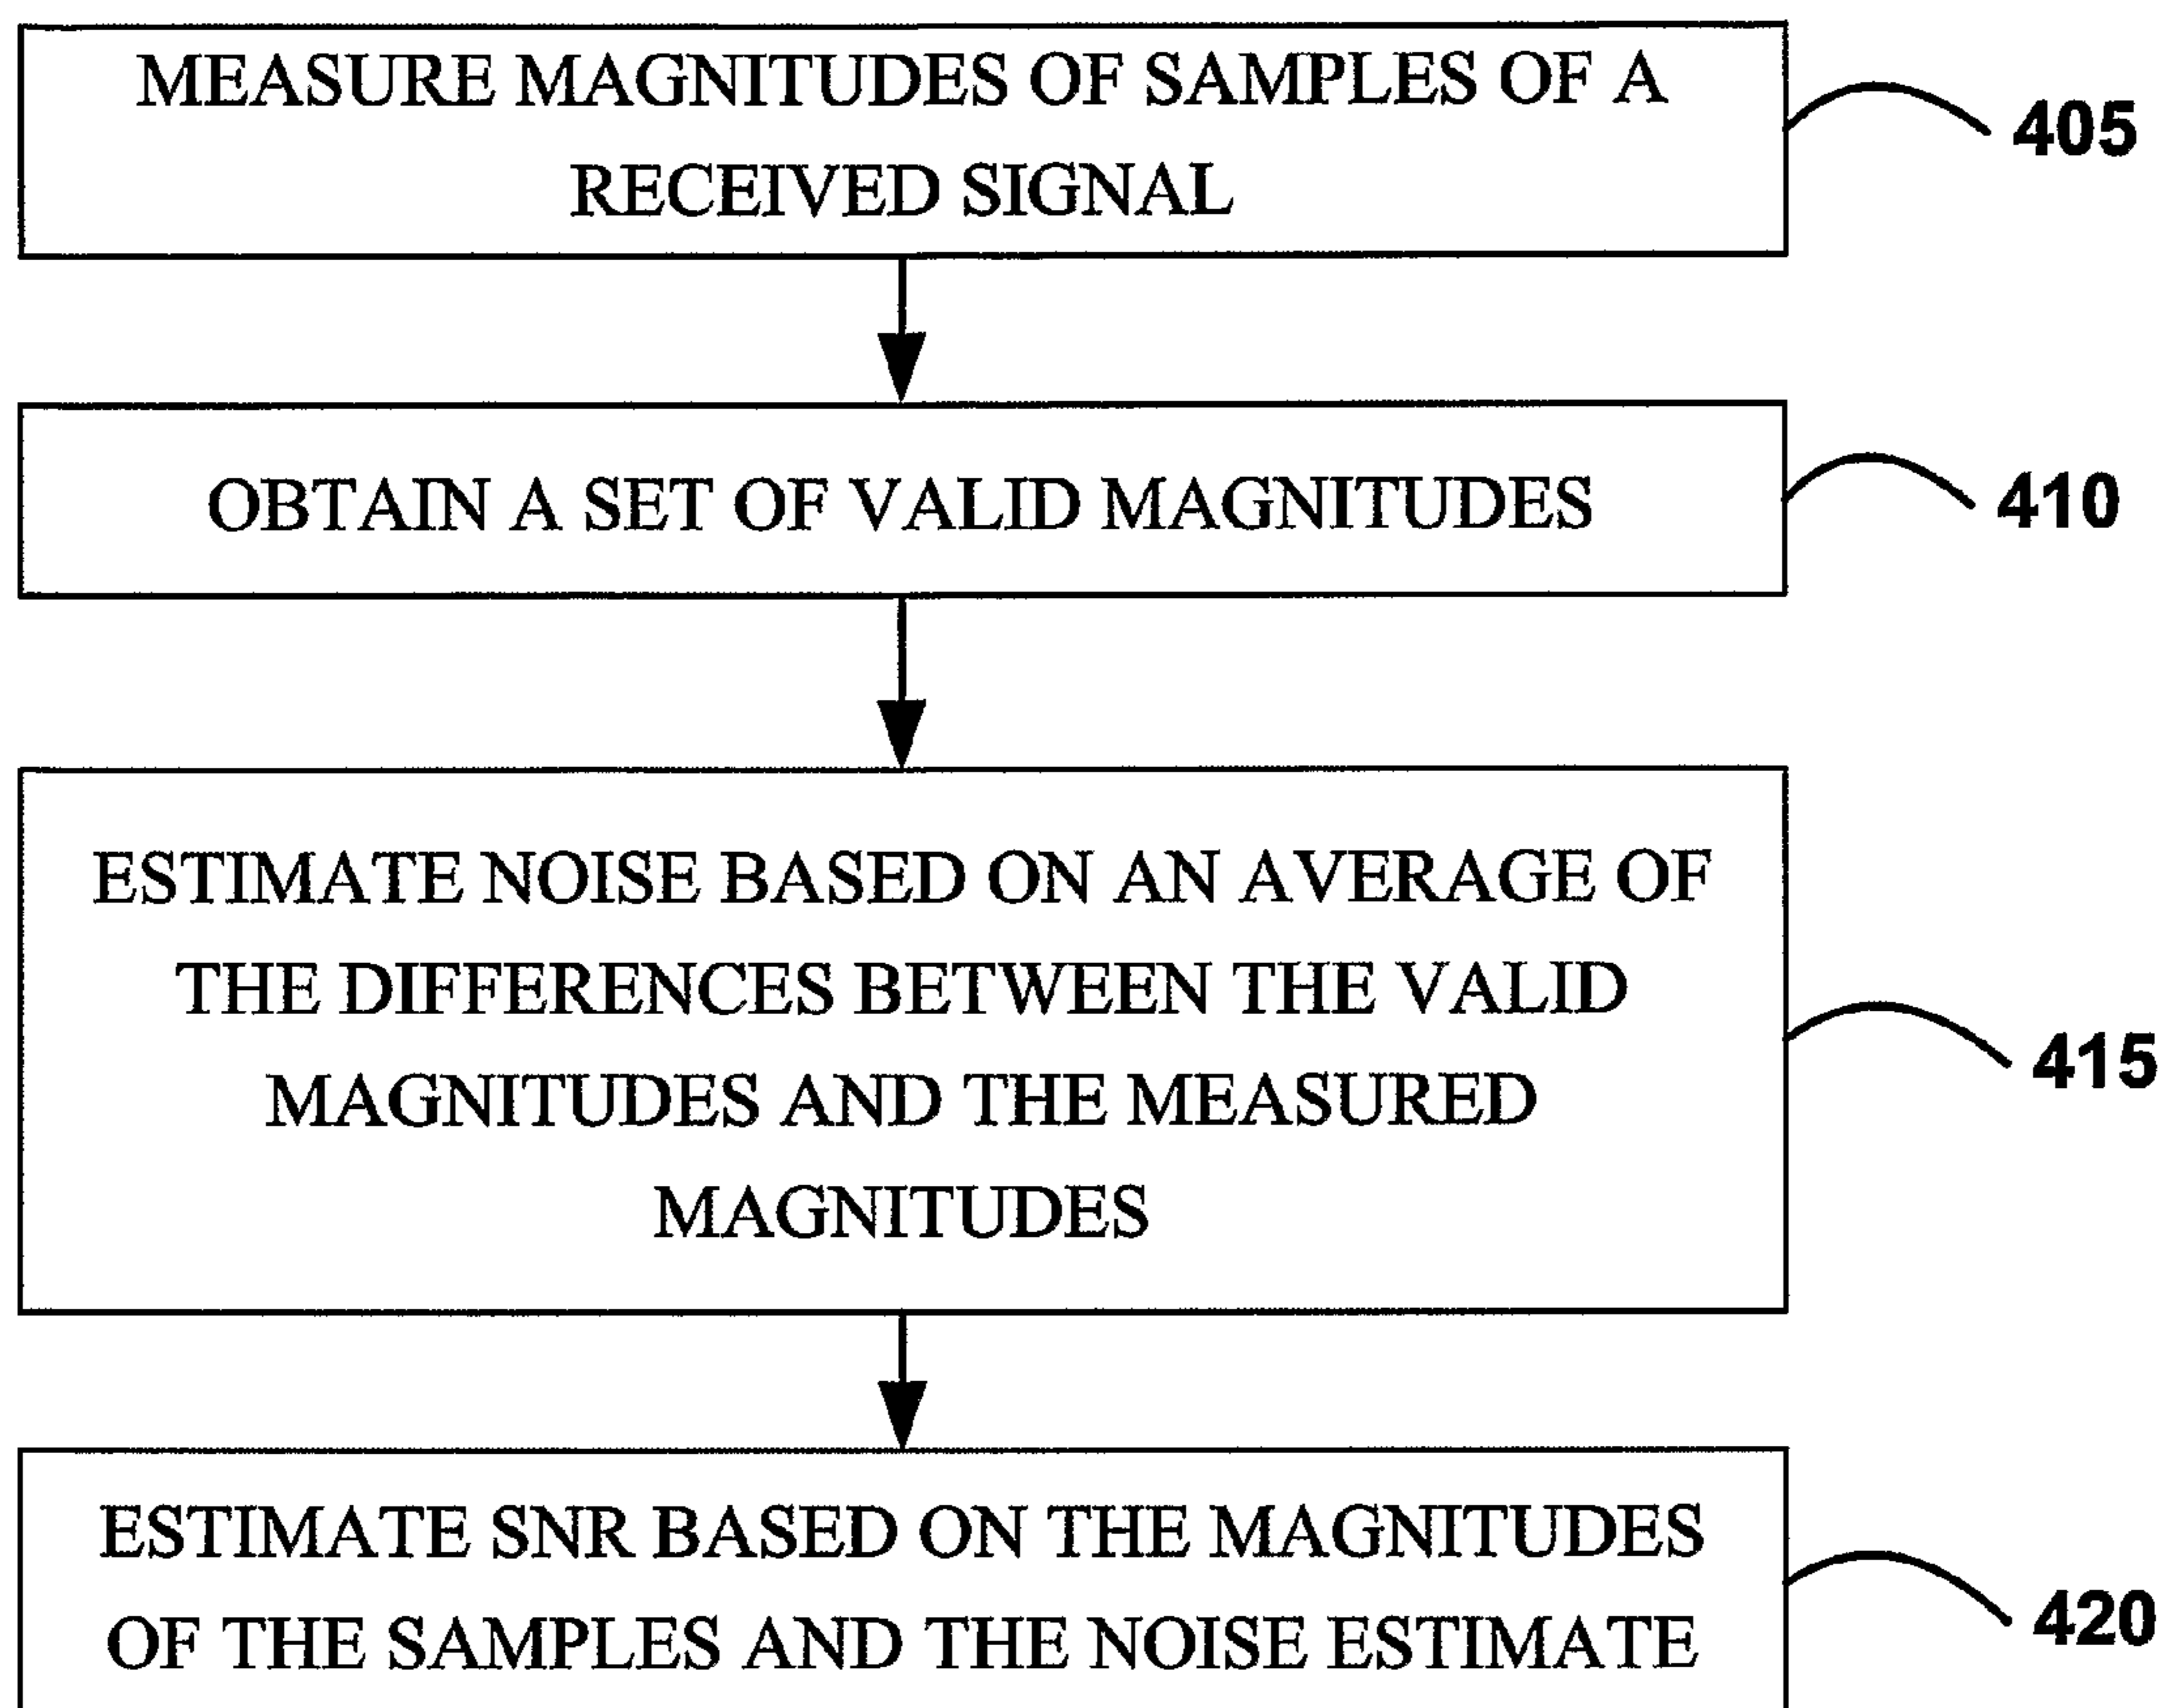 MEASURE MAGNITUDES OF SAMPLES OF A
RECEIVED SIGNAL
405
OBTAIN A SET OF VALID MAGNITUDES
410
ESTIMATE NOISE BASED ON AN AVERAGE OF
THE DIFFERENCES BETWEEN THE VALID
MAGNITUDES AND THE MEASURED
MAGNITUDES
415
ESTIMATE SNR BASED ON THE MAGNITUDES
OF THE SAMPLES AND THE NOISE ESTIMATE
420